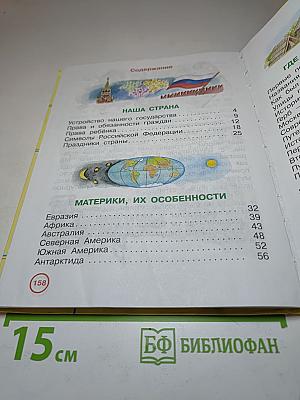 Содержание
НАША СТРАНА
Устройство нашего государства 4
Права и обязанности граждан 9
Права ребёнка 12
Символы Российской Федерации 18
Праздники страны 25
МАТЕРИКИ, ИХ ОСОБЕННОСТИ
Евразия 32
Африка 39
Австралия 43
Северная Америка 48
Южная Америка 52
Антарктида 56
158
ГДЕ
15 см
БФ БИБЛИОФАН